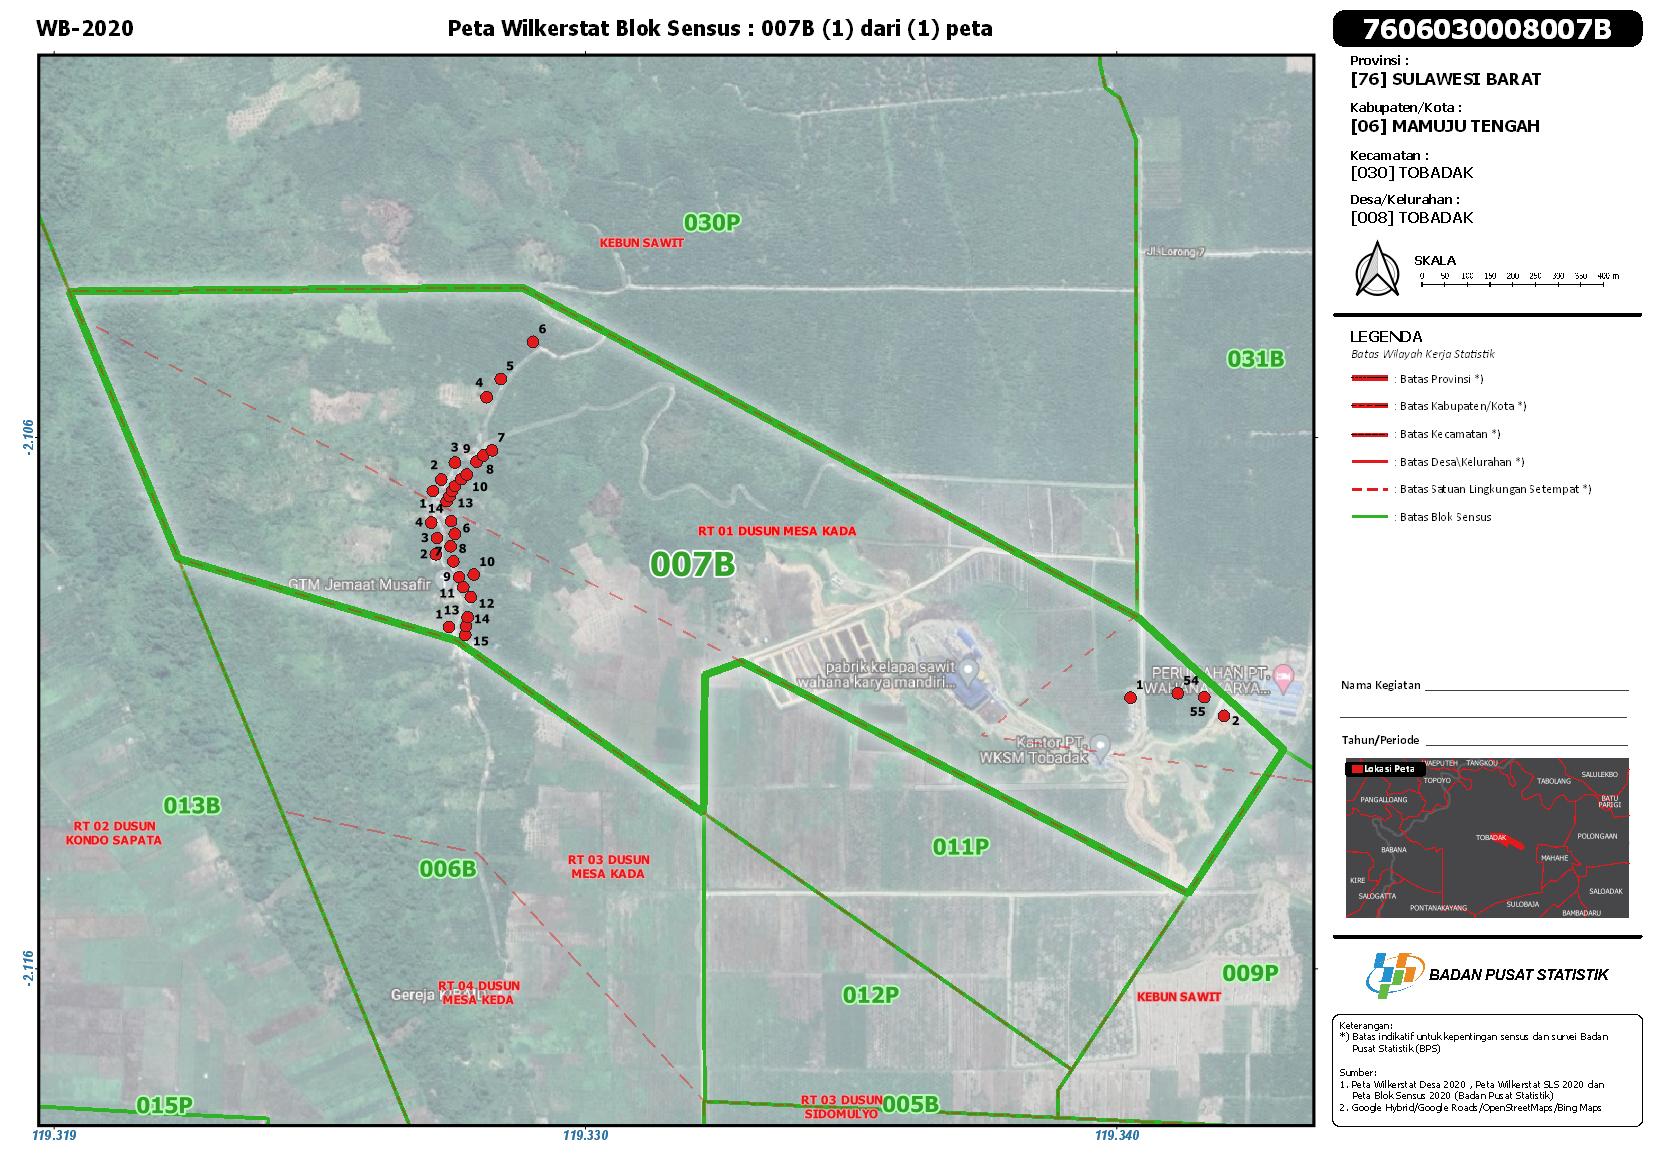 WB-2020
Peta Wilkerstat Blok Sensus : 007B (1) dari (1) peta
7606030008007B
Provinsi :
[76] SULAWESI BARAT
Kabupaten/Kota :
[06] MAMUJU TENGAH
Kecamatan :
[030] TOBADAK
Desa/Kelurahan :
[008] TOBADAK
SKALA
0 50 100 150 200 250 300 350 400 m
LEGENDA
Batas Wilayah Kerja Statistik
: Batas Provinsi *)
: Batas Kabupaten/Kota *)
: Batas Kecamatan *)
: Batas Desa\Kelurahan *)
: Batas Satuan Lingkungan Setempat *)
: Batas Blok Sensus
Nama Kegiatan
Tahun/Periode
Lokasi Peta
TANGKOU
TOPOYO
TABOLANG
SALULEKBO
PANGALLOANG
BATU
PARIGI
TOBADAK
POLONGAAN
BABANA
MAHAHE
KIRE
SALOGATTA
SALOADAK
PONTANAKAYANG
SULOBAJA
BAMBADARU
BADAN PUSAT STATISTIK
Keterangan:
*) Batas indikatif untuk kepentingan sensus dan survei Badan
Pusat Statistik (BPS)
Sumber:
1. Peta Wilkerstat Desa 2020 , Peta Wilkerstat SLS 2020 dan
Peta Blok Sensus 2020 (Badan Pusat Statistik)
2. Google Hybrid/Google Roads/OpenStreetMaps/Bing Maps
030P
KEBUN SAWIT
Jl. Lorong 7
031B
6
5
4
7
3 9
8
2
10
1
14 13
4
6
3
2 7 8
10
9
11
12
1 13
14
15
-2.106
RT 01 DUSUN MESA KADA
007B
GTM Jemaat Musafir
pabrik kelapa sawit
wahana karya mandiri...
PERUMAHAN PT.
WAHANA KARYA...
1
54
55
2
Kantor PT.
WKSM Tobadak
013B
RT 02 DUSUN
KONDO SAPATA
006B
RT 03 DUSUN
MESA KADA
011P
-2.116
RT 04 DUSUN
MESA KEDA
Gereja
012P
KEBUN SAWIT
009P
015P
RT 03 DUSUN
SIDOMULYO
005B
119.319
119.330
119.340